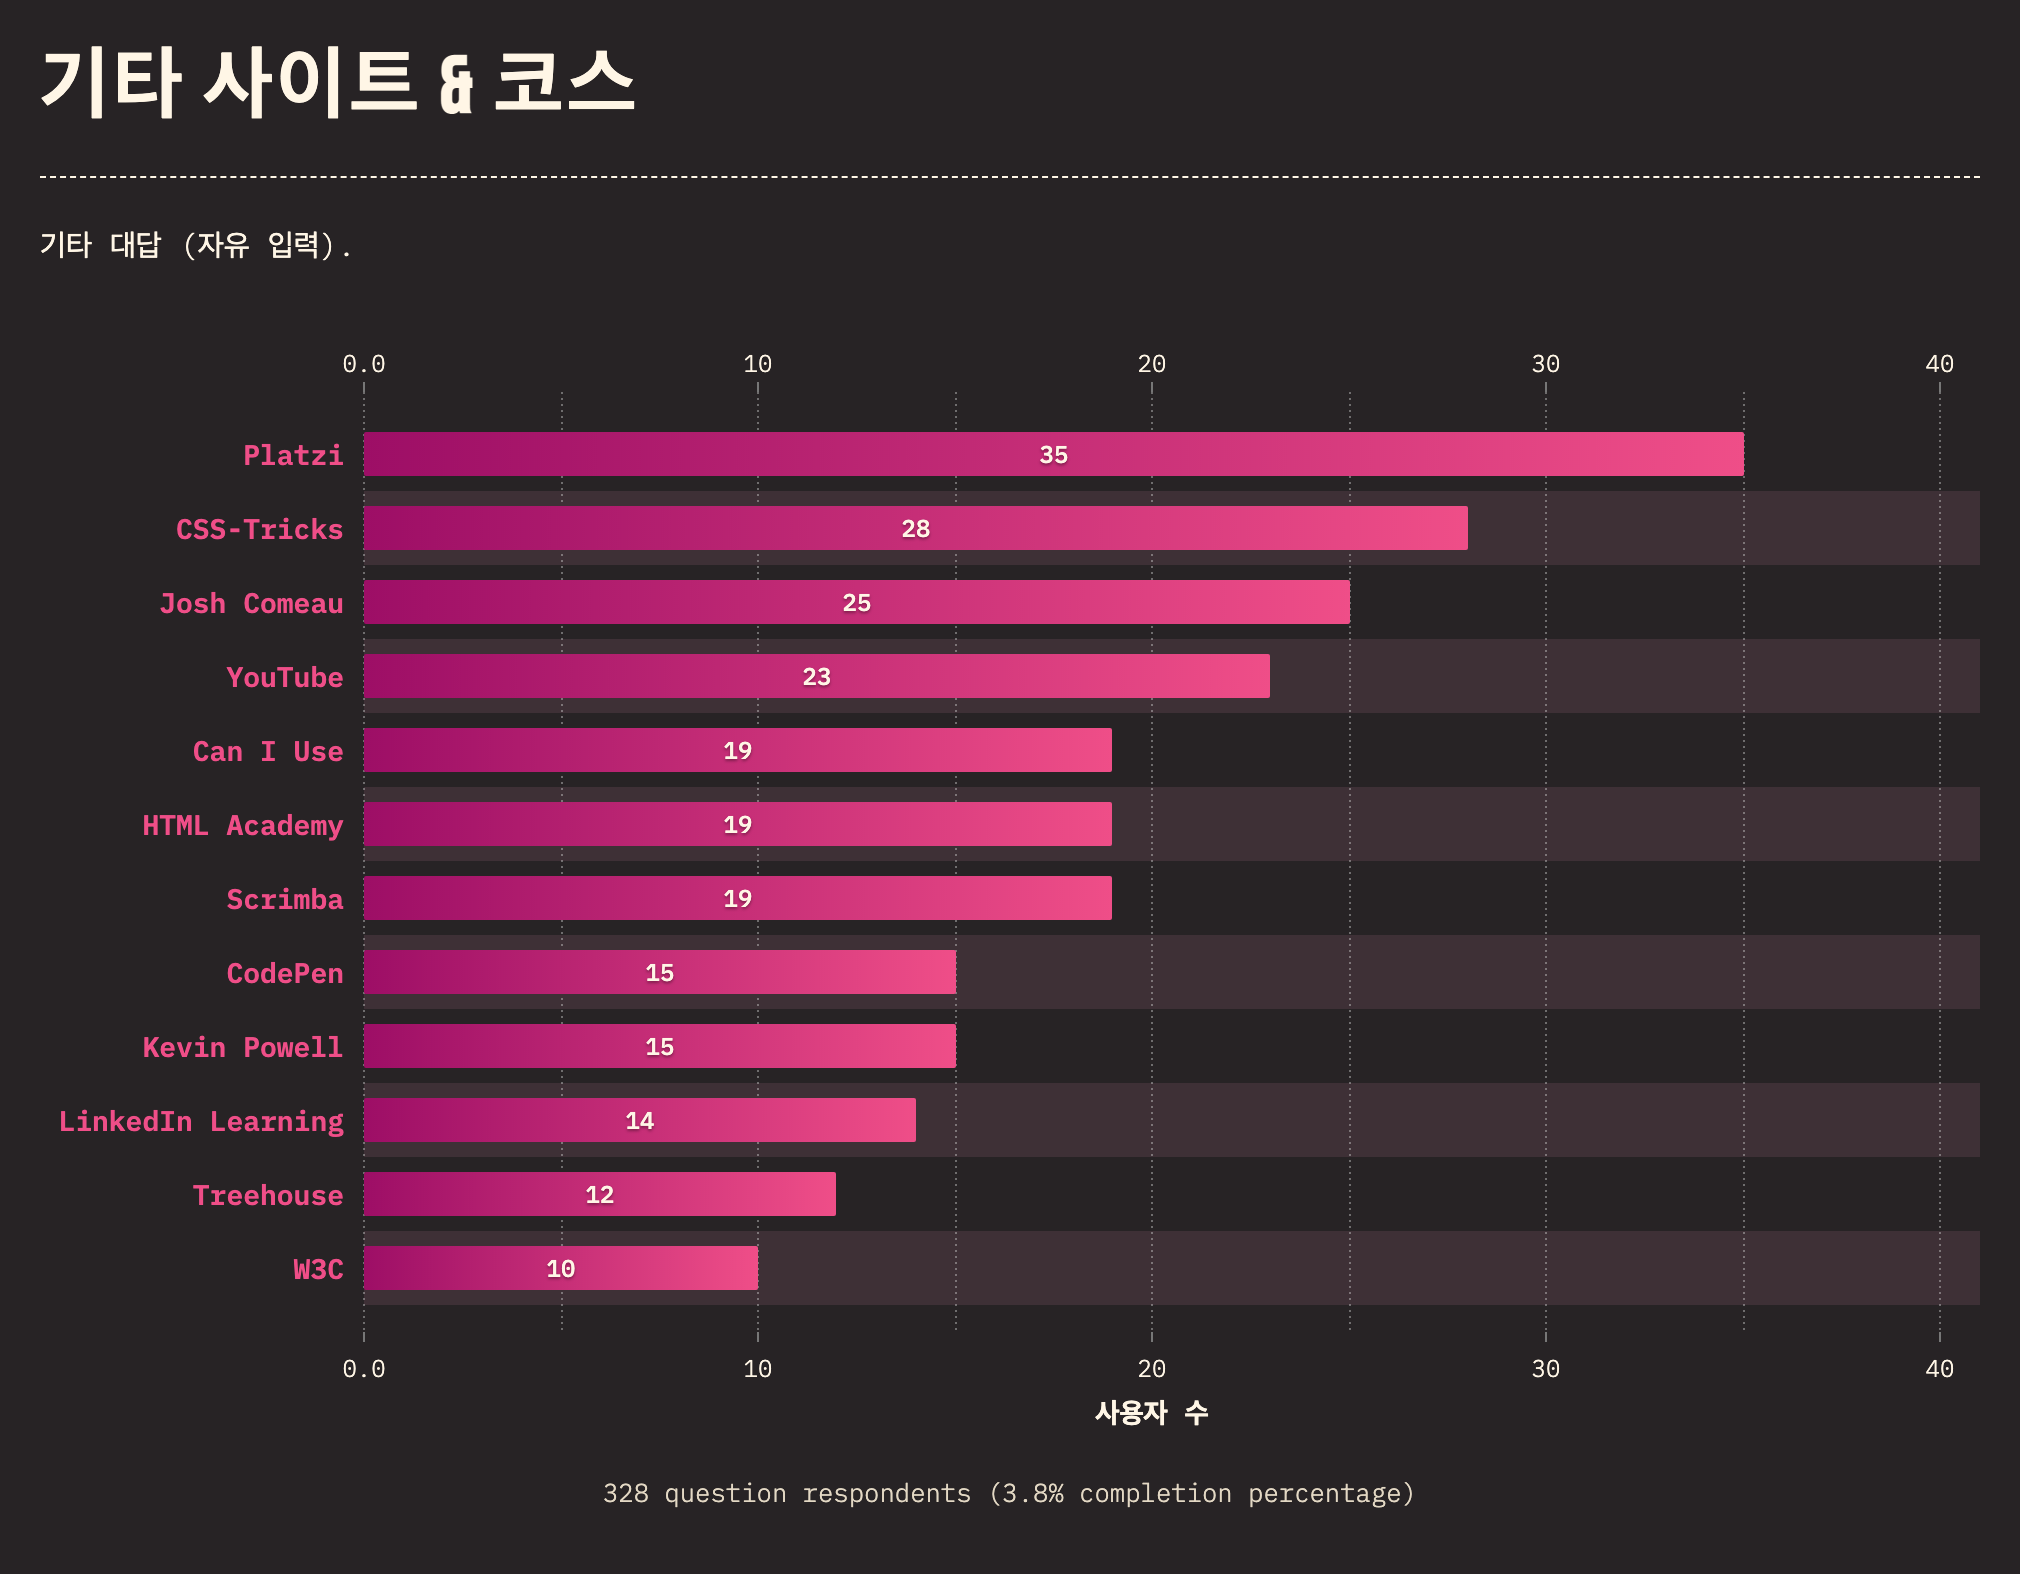 기타 사이트 & 코스
기타 대답 (자유 입력).
0.0 10 20 30 40
Platzi 35
CSS-Tricks 28
Josh Comeau 25
YouTube 23
Can I Use 19
HTML Academy 19
Scrimba 19
CodePen 15
Kevin Powell 15
LinkedIn Learning 14
Treehouse 12
W3C 10
0.0 10 20 30 40
사용자 수
328 question respondents (3.8% completion percentage)